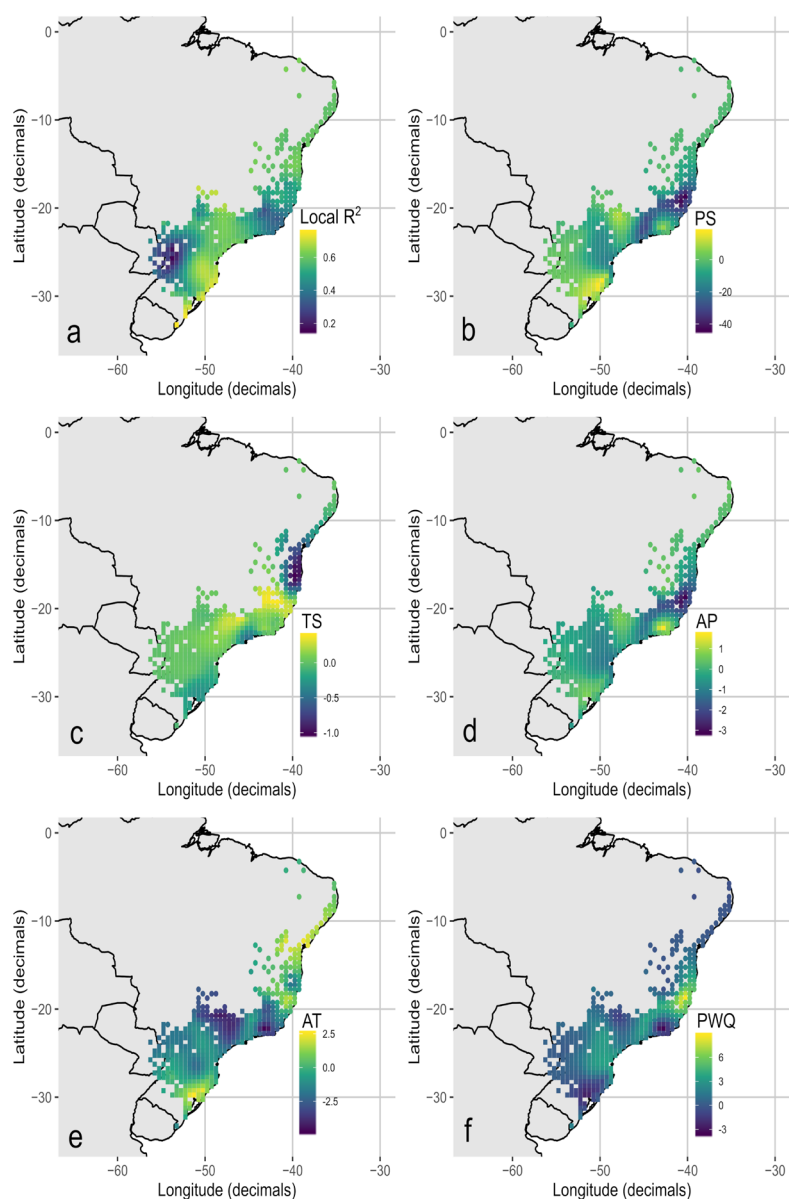 0
−10
−20
−30
Latitude (decimals)
−60
−50
−40
−30
Longitude (decimals)
Local R²
0.6
0.4
0.2
a
0
−10
−20
−30
Latitude (decimals)
−60
−50
−40
−30
Longitude (decimals)
PS
0
−20
−40
b
0
−10
−20
−30
Latitude (decimals)
−60
−50
−40
−30
Longitude (decimals)
TS
0.0
−0.5
−1.0
c
0
−10
−20
−30
Latitude (decimals)
−60
−50
−40
−30
Longitude (decimals)
AP
1
0
−1
−2
−3
d
0
−10
−20
−30
Latitude (decimals)
−60
−50
−40
−30
Longitude (decimals)
AT
2.5
0.0
−2.5
e
0
−10
−20
−30
Latitude (decimals)
−60
−50
−40
−30
Longitude (decimals)
PWQ
6
3
0
−3
f